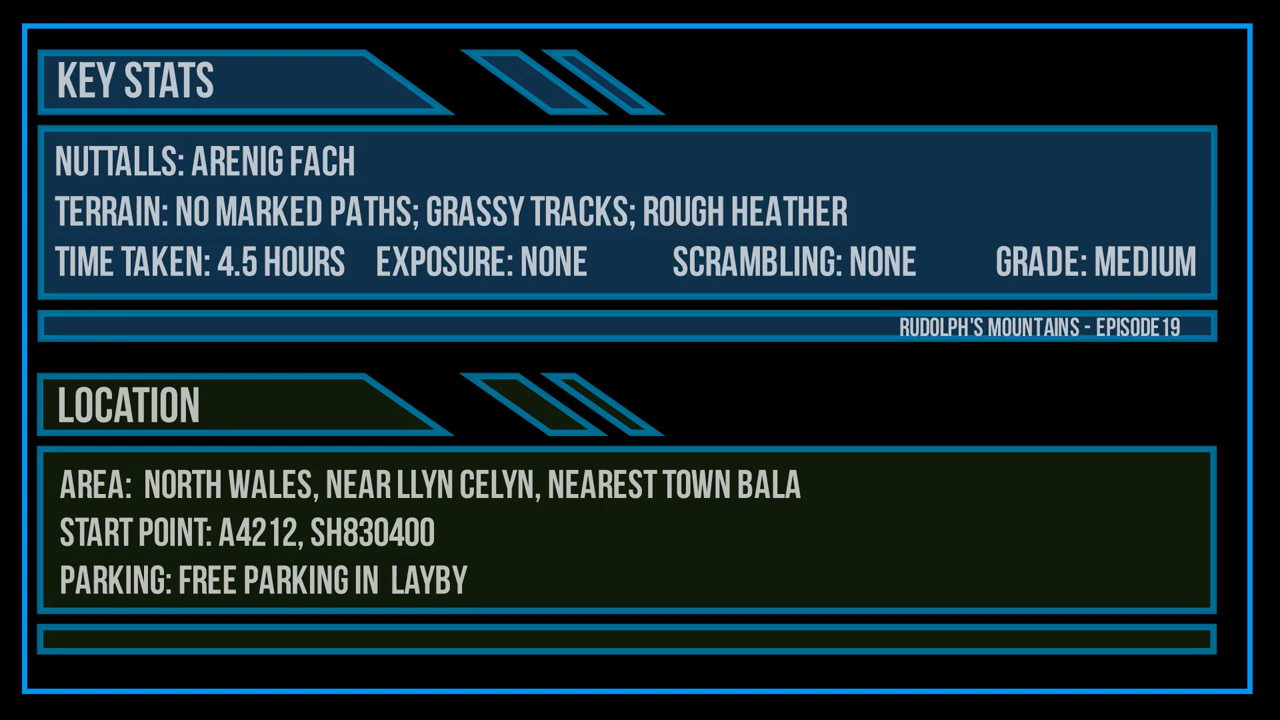 KEY STATS
NUTTALLS: ARENIG FACH
TERRAIN: NO MARKED PATHS; GRASSY TRACKS; ROUGH HEATHER
TIME TAKEN: 4.5 HOURS EXPOSURE: NONE SCRAMBLING: NONE GRADE: MEDIUM
RUDOLPH'S MOUNTAINS - EPISODE 19
LOCATION
AREA: NORTH WALES, NEAR LLYN CELYN, NEAREST TOWN BALA
START POINT: A4212, SH830400
PARKING: FREE PARKING IN LAYBY